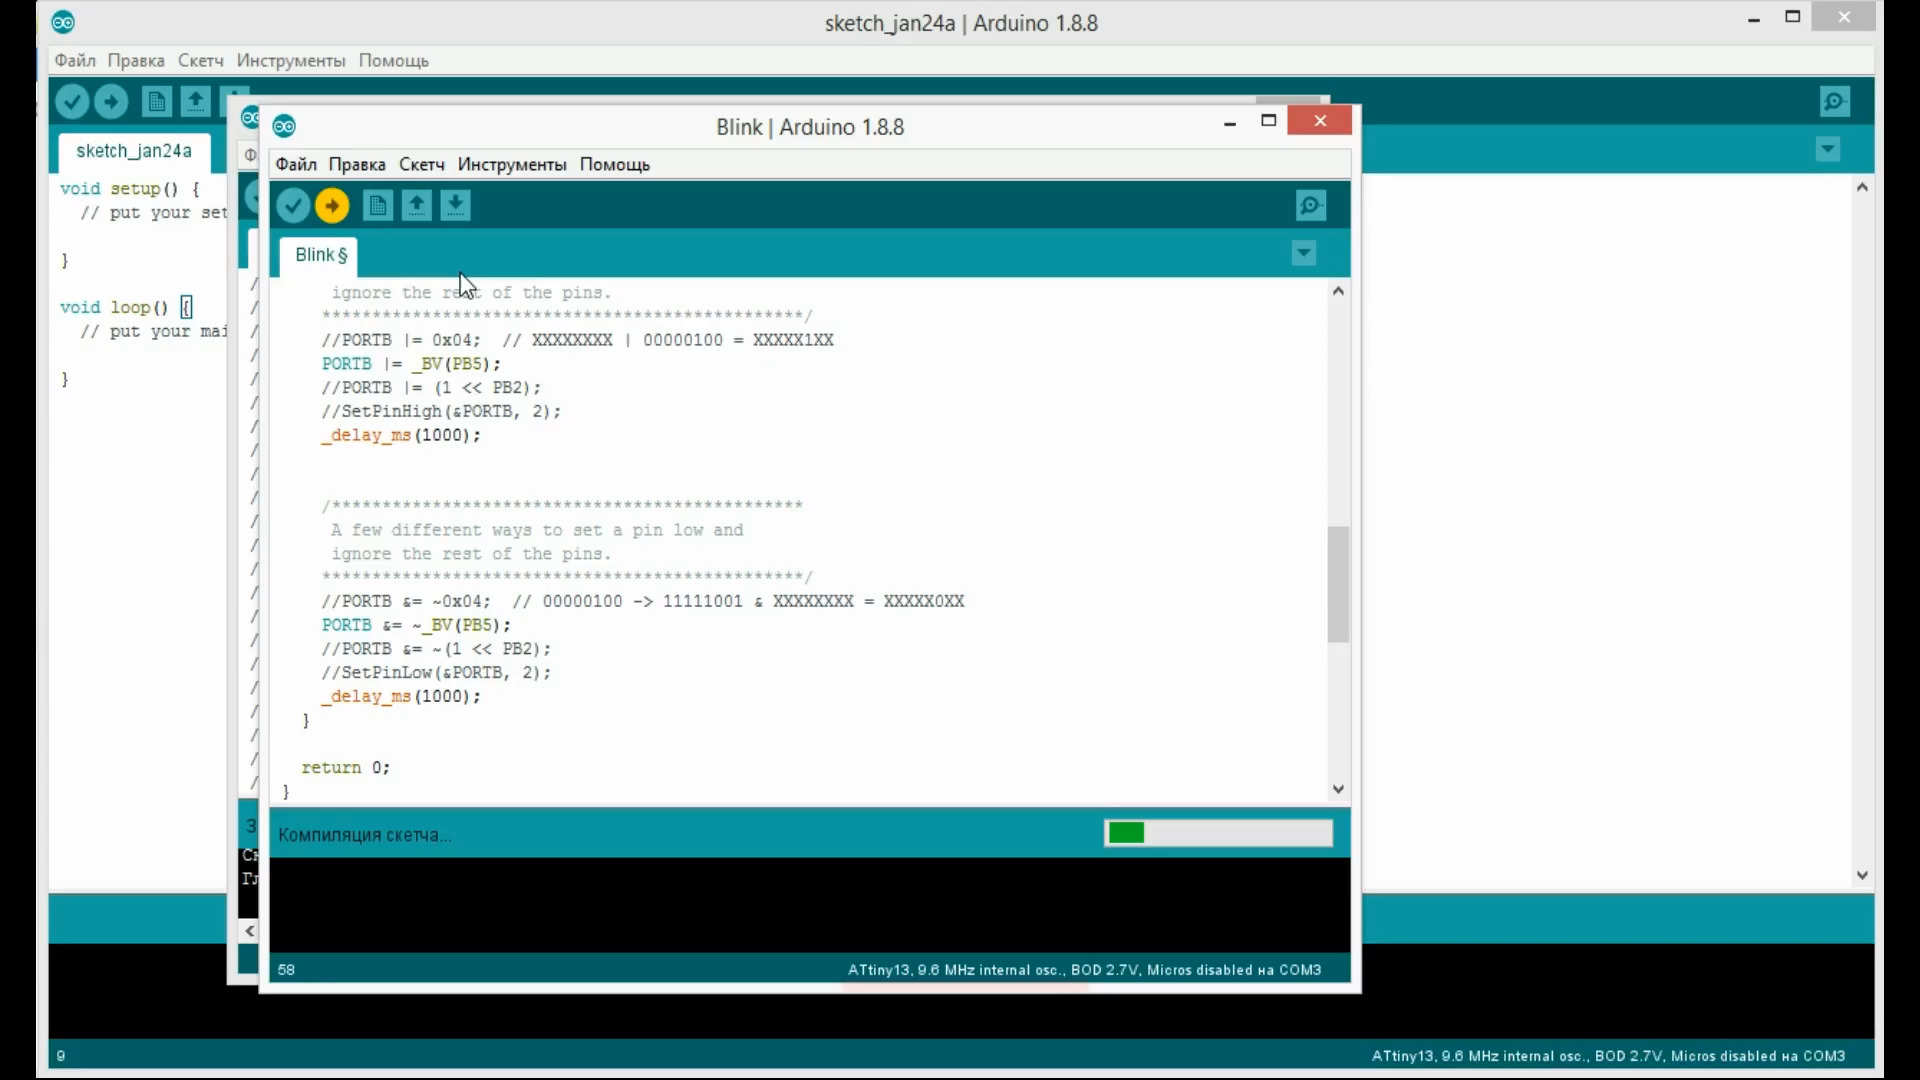 sketch_jan24a | Arduino 1.8.8
Файл Правка Скетч Инструменты Помощь
sketch_jan24a
void setup() {
// put your set
}
void loop() {
// put your mai
}
Blink | Arduino 1.8.8
Файл Правка Скетч Инструменты Помощь
Blink §
ignore the rest of the pins.
************************************************/
//PORTB |= 0x04;  // XXXXXXXX | 00000100 = XXXXX1XX
PORTB |= _BV(PB5);
//PORTB |= (1 << PB2);
//SetPinHigh(&PORTB, 2);
_delay_ms(1000);
/***********************************************
A few different ways to set a pin low and
ignore the rest of the pins.
************************************************/
//PORTB &= ~0x04;  // 00000100 -> 11111001 & XXXXXXXX = XXXXX0XX
PORTB &= ~_BV(PB5);
//PORTB &= ~(1 << PB2);
//SetPinLow(&PORTB, 2);
_delay_ms(1000);
}
return 0;
}
Компиляция скетча...
58
ATtiny13, 9.6 MHz internal osc., BOD 2.7V, Micros disabled на COM3
9
ATtiny13, 9.6 MHz internal osc., BOD 2.7V, Micros disabled на COM3